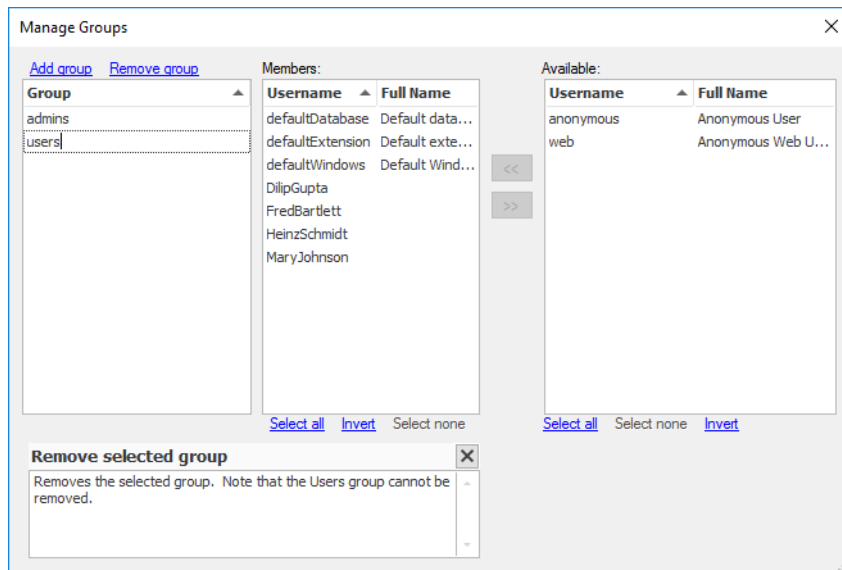 Manage Groups
Add group Remove group Members: Available:
Group Username Full Name Username Full Name
admins defaultDatabase Default data... anonymous Anonymous User
users defaultExtension Default exte... web Anonymous Web U...
defaultWindows Default Wind...
<<
DilipGupta
>>
FredBartlett
HeinzSchmidt
MaryJohnson
Select all Invert Select none Select all Select none Invert
Remove selected group
Removes the selected group. Note that the Users group cannot be
removed.